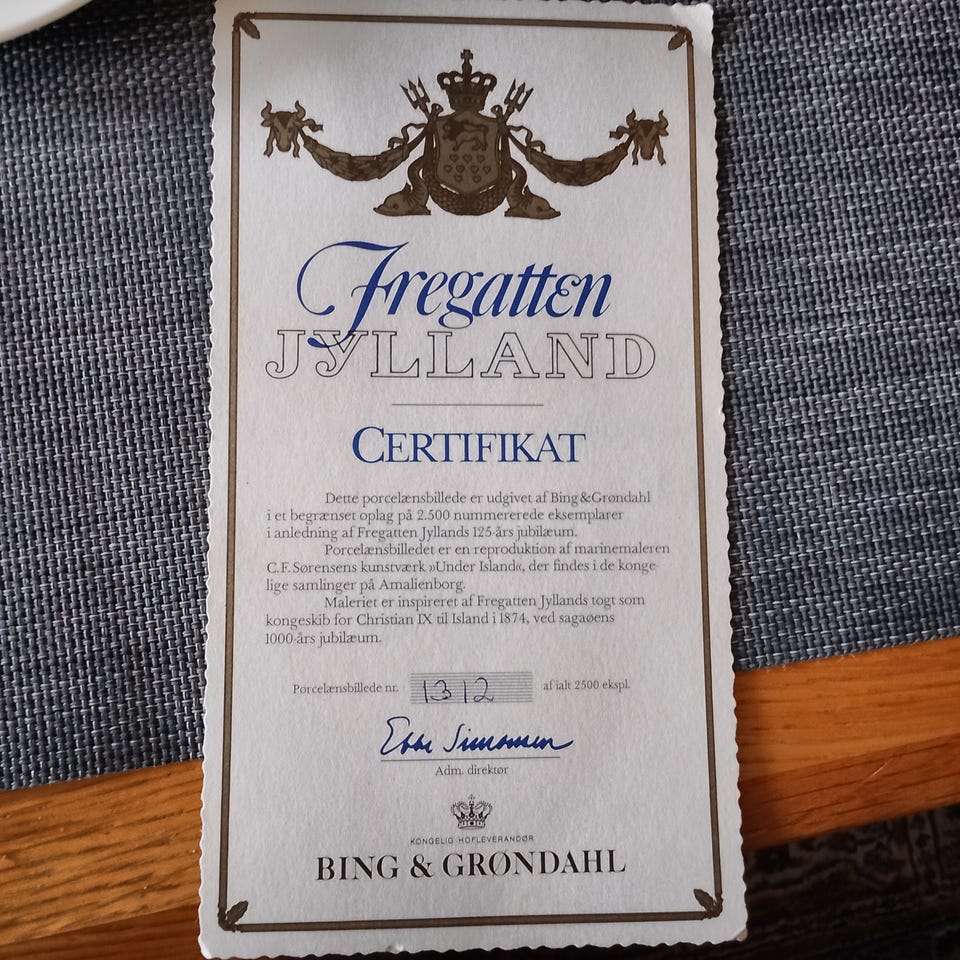 Fregatten
JYLLAND
CERTIFIKAT
Dette porcelænsbillede er udgivet af Bing & Grøndahl
i et begrænset oplag på 2.500 nummererede eksemplarer
i anledning af Fregatten Jyllands 125-års jubilæum.
Porcelænsbilledet er en reproduktion af marinemaleren
C.F. Sørensens kunstværk »Under Island«, der findes i de konge-
lige samlinger på Amalienborg.
Maleriet er inspireret af Fregatten Jyllands togt som
kongeskib for Christian IX til Island i 1874, ved sagaøens
1000-års jubilæum.
Porcelænsbillede nr. 1312 af ialt 2500 ekspl.
Ebbe Simonsen
Adm. direktør
KONGELIG HOFLEVERANDØR
BING & GRØNDAHL